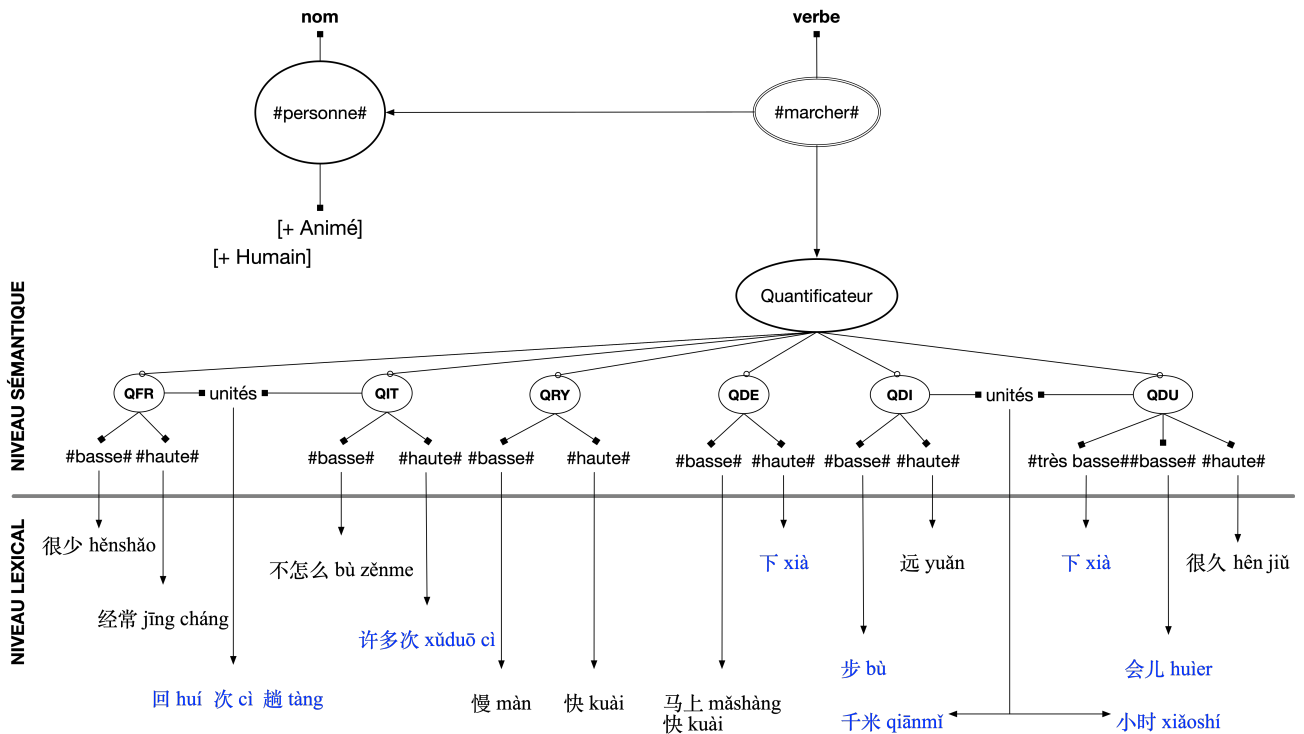 nom
verbe
#personne#
#marcher#
[+ Animé]
[+ Humain]
Quantificateur
NIVEAU SÉMANTIQUE
QFR
unités
QIT
QRY
QDE
QDI
unités
QDU
#basse#
#haute#
#basse#
#haute#
#basse#
#haute#
#basse#
#haute#
#basse#
#haute#
#très basse#
#basse#
#haute#
NIVEAU LEXICAL
很少 hěnshǎo
不怎么 bù zěnme
下 xià
远 yuǎn
下 xià
很久 hên jiǔ
经常 jīng cháng
许多次 xǔduō cì
步 bù
会儿 huìer
回 huí 次 cì 趟 tàng
慢 màn
快 kuài
马上 mǎshàng
快 kuài
千米 qiānmǐ
小时 xiǎoshí